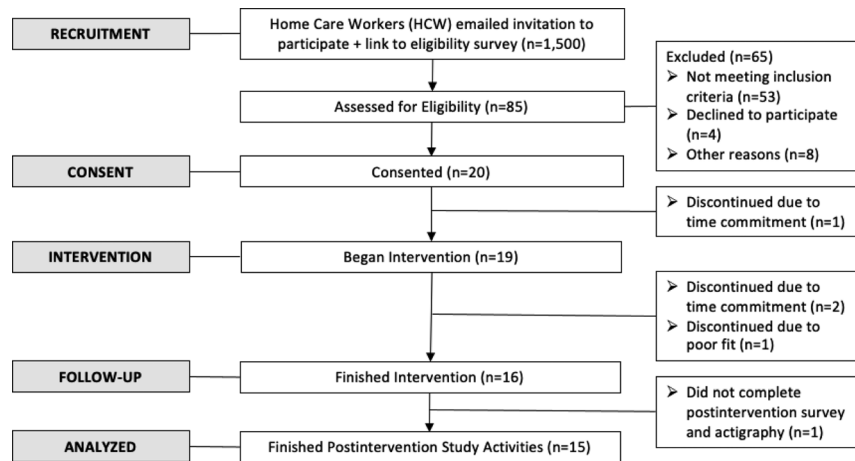 RECRUITMENT
Home Care Workers (HCW) emailed invitation to
participate + link to eligibility survey (n=1,500)
Excluded (n=65)
➤ Not meeting inclusion
criteria (n=53)
➤ Declined to participate
(n=4)
➤ Other reasons (n=8)
Assessed for Eligibility (n=85)
CONSENT
Consented (n=20)
➤ Discontinued due to
time commitment (n=1)
INTERVENTION
Began Intervention (n=19)
➤ Discontinued due to
time commitment (n=2)
➤ Discontinued due to
poor fit (n=1)
FOLLOW-UP
Finished Intervention (n=16)
➤ Did not complete
postintervention survey
and actigraphy (n=1)
ANALYZED
Finished Postintervention Study Activities (n=15)